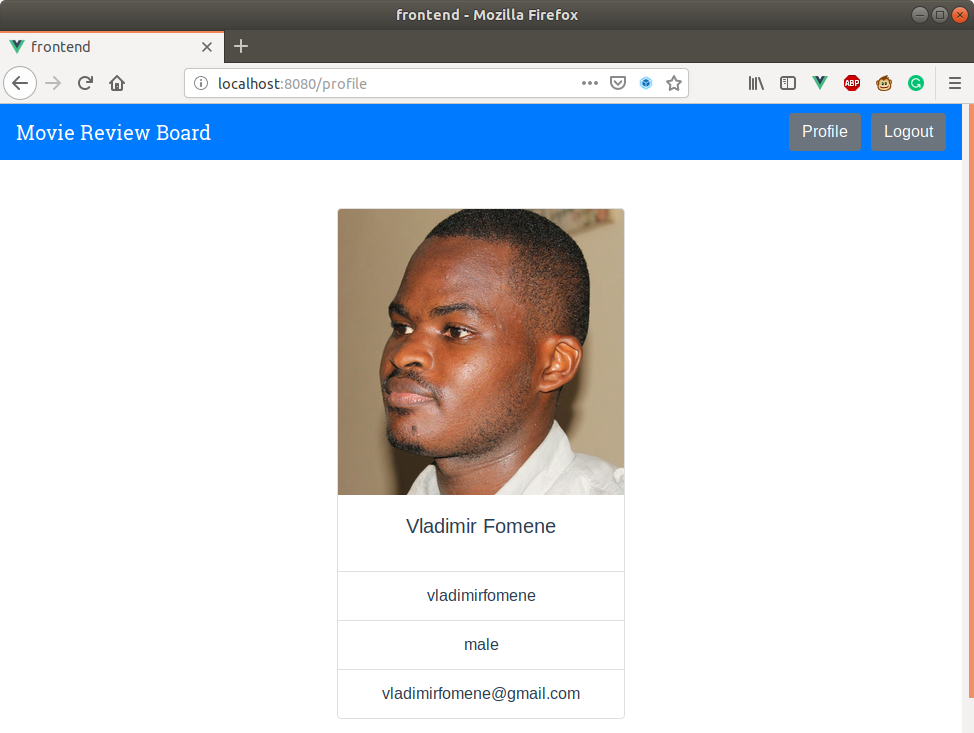 frontend - Mozilla Firefox
frontend
localhost:8080/profile
ABP
Movie Review Board
Profile
Logout
Vladimir Fomene
vladimirfomene
male
vladimirfomene@gmail.com